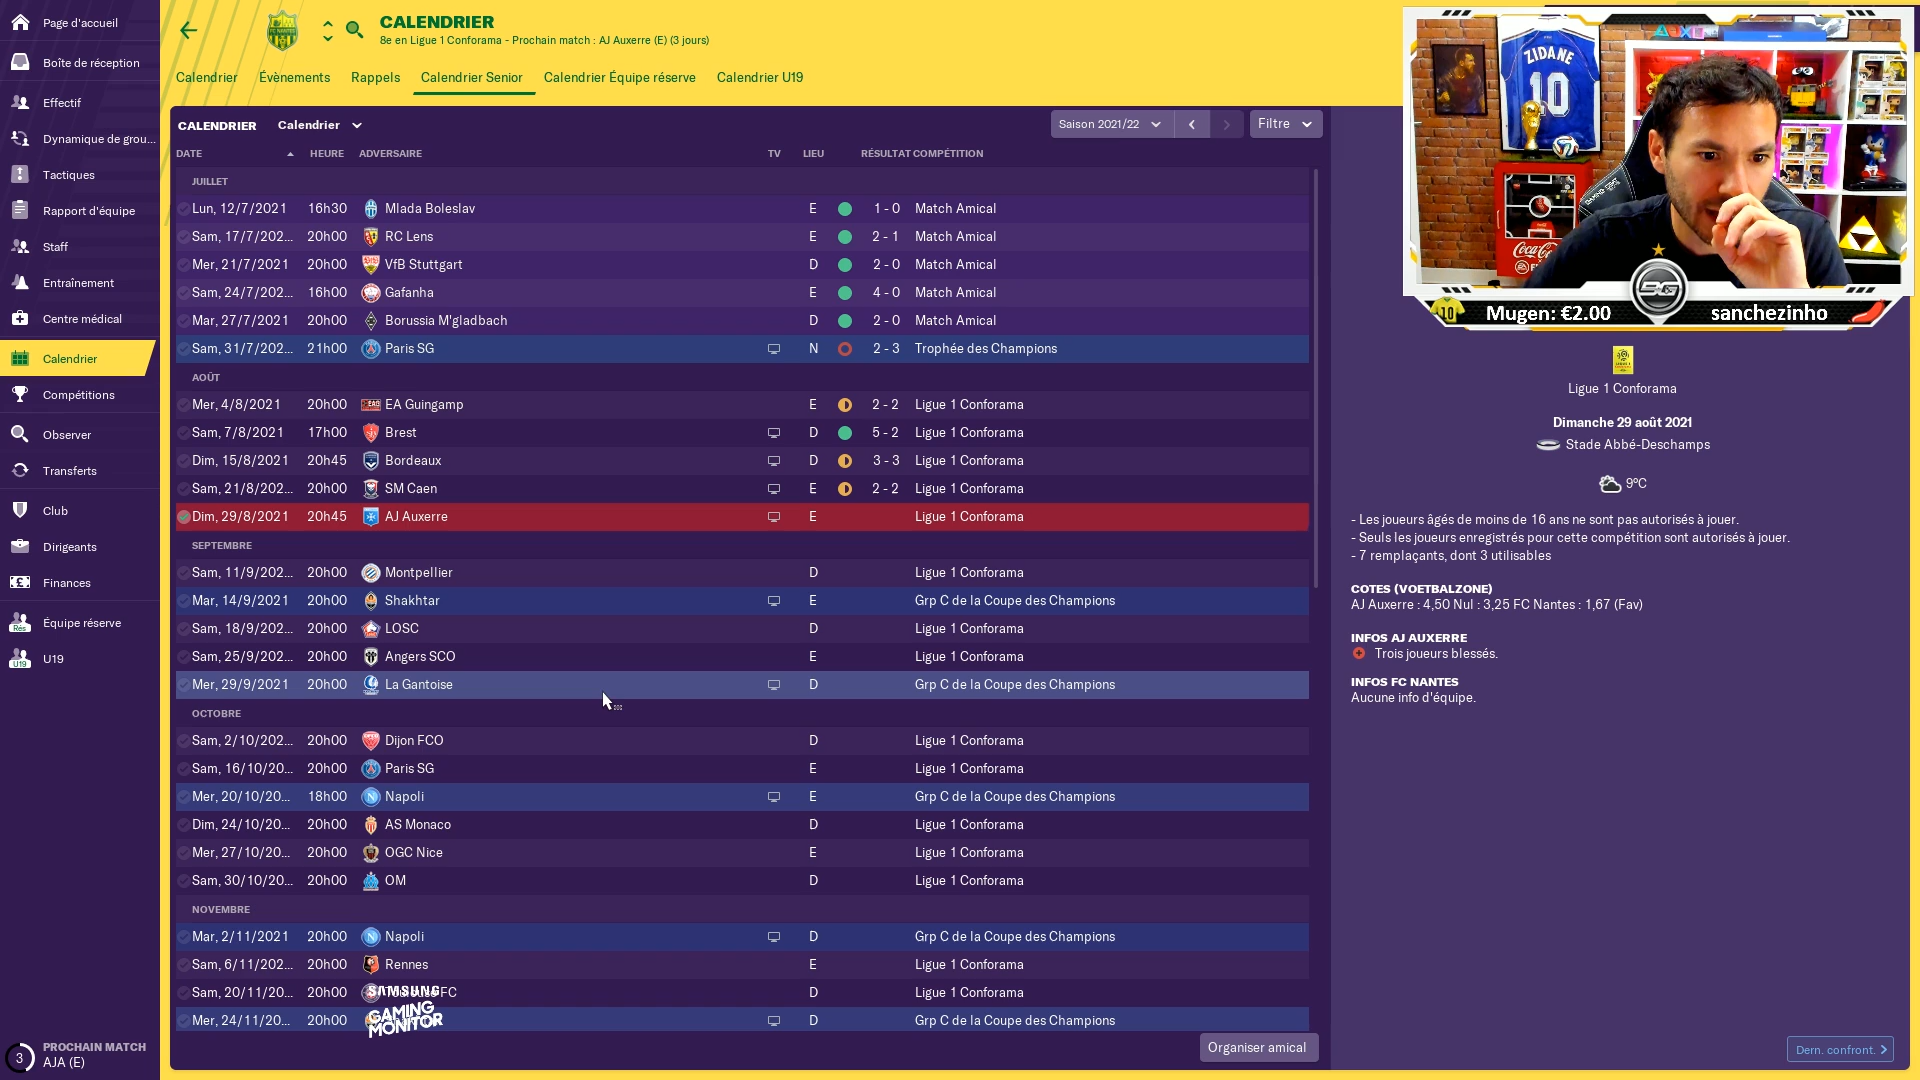 Page d'accueil
Boîte de réception
Effectif
Dynamique de grou...
Tactiques
Rapport d'équipe
Staff
Entraînement
Centre médical
Calendrier
Compétitions
Observer
Transferts
Club
Dirigeants
Finances
Équipe réserve
U19
PROCHAIN MATCH
3 AJA (E)
CALENDRIER
8e en Ligue 1 Conforama - Prochain match : AJ Auxerre (E) (3 jours)
Calendrier Évènements Rappels Calendrier Senior Calendrier Équipe réserve Calendrier U19
CALENDRIER Calendrier Saison 2021/22 Filtre
DATE HEURE ADVERSAIRE TV LIEU RÉSULTAT COMPÉTITION
JUILLET
Lun, 12/7/2021 16h30 Mlada Boleslav E 1 - 0 Match Amical
Sam, 17/7/202... 20h00 RC Lens E 2 - 1 Match Amical
Mer, 21/7/2021 20h00 VfB Stuttgart D 2 - 0 Match Amical
Sam, 24/7/202... 16h00 Gafanha E 4 - 0 Match Amical
Mar, 27/7/2021 20h00 Borussia M'gladbach D 2 - 0 Match Amical
Sam, 31/7/202... 21h00 Paris SG N 2 - 3 Trophée des Champions
AOÛT
Mer, 4/8/2021 20h00 EA Guingamp E 2 - 2 Ligue 1 Conforama
Sam, 7/8/2021 17h00 Brest D 5 - 2 Ligue 1 Conforama
Dim, 15/8/2021 20h45 Bordeaux D 3 - 3 Ligue 1 Conforama
Sam, 21/8/202... 20h00 SM Caen E 2 - 2 Ligue 1 Conforama
Dim, 29/8/2021 20h45 AJ Auxerre E Ligue 1 Conforama
SEPTEMBRE
Sam, 11/9/202... 20h00 Montpellier D Ligue 1 Conforama
Mar, 14/9/2021 20h00 Shakhtar E Grp C de la Coupe des Champions
Sam, 18/9/202... 20h00 LOSC D Ligue 1 Conforama
Sam, 25/9/202... 20h00 Angers SCO E Ligue 1 Conforama
Mer, 29/9/2021 20h00 La Gantoise D Grp C de la Coupe des Champions
OCTOBRE
Sam, 2/10/202... 20h00 Dijon FCO D Ligue 1 Conforama
Sam, 16/10/20... 20h00 Paris SG E Ligue 1 Conforama
Mer, 20/10/20... 18h00 Napoli E Grp C de la Coupe des Champions
Dim, 24/10/20... 20h00 AS Monaco D Ligue 1 Conforama
Mer, 27/10/20... 20h00 OGC Nice E Ligue 1 Conforama
Sam, 30/10/20... 20h00 OM D Ligue 1 Conforama
NOVEMBRE
Mar, 2/11/2021 20h00 Napoli D Grp C de la Coupe des Champions
Sam, 6/11/202... 20h00 Rennes E Ligue 1 Conforama
Sam, 20/11/20... 20h00 FC D Ligue 1 Conforama
Mer, 24/11/20... 20h00 D Grp C de la Coupe des Champions
SAMSUNG
GAMING
MONITOR
Organiser amical
ZIDANE
10
Coca-Cola
EA
10 Mugen: €2.00 SG sanchezinho
Ligue 1 Conforama
Dimanche 29 août 2021
Stade Abbé-Deschamps
9°C
- Les joueurs âgés de moins de 16 ans ne sont pas autorisés à jouer.
- Seuls les joueurs enregistrés pour cette compétition sont autorisés à jouer.
- 7 remplaçants, dont 3 utilisables
COTES (VOETBALZONE)
AJ Auxerre : 4,50 Nul : 3,25 FC Nantes : 1,67 (Fav)
INFOS AJ AUXERRE
Trois joueurs blessés.
INFOS FC NANTES
Aucune info d'équipe.
Dern. confront.